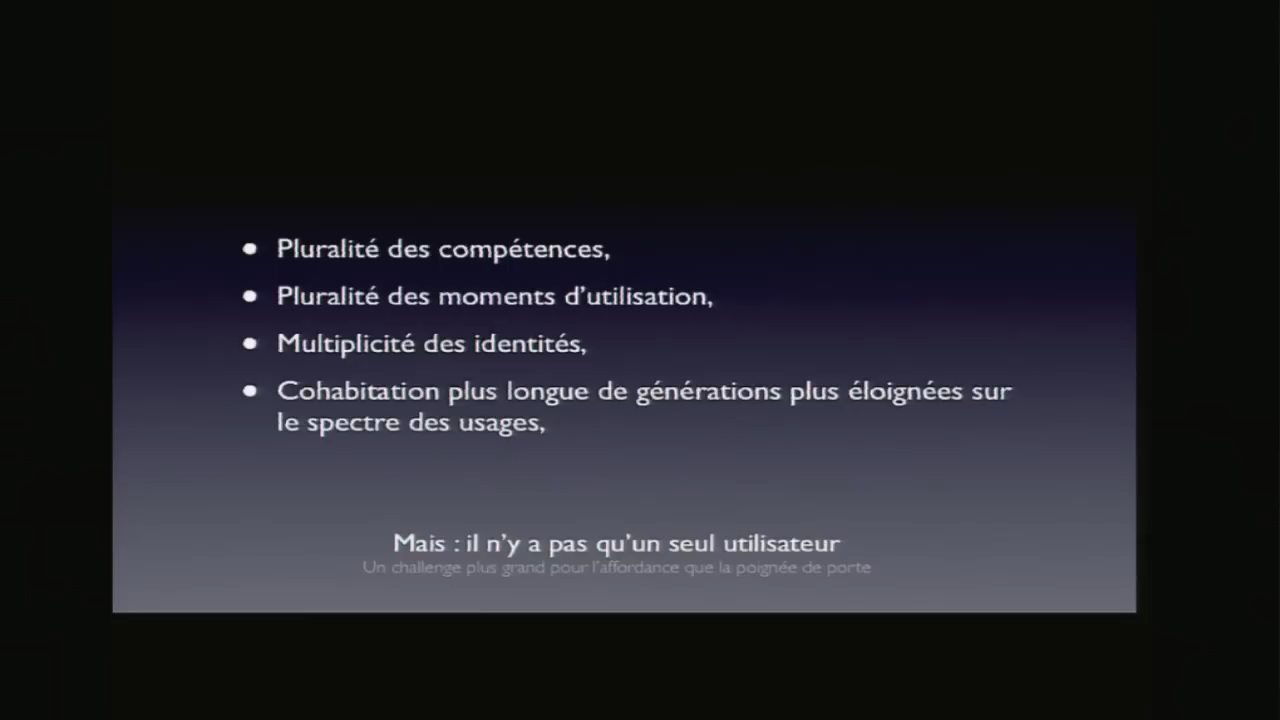 • Pluralité des compétences,
• Pluralité des moments d'utilisation,
• Multiplicité des identités,
• Cohabitation plus longue de générations plus éloignées sur
le spectre des usages,
Mais : il n'y a pas qu'un seul utilisateur
Un challenge plus grand pour l'affordance que la poignée de porte